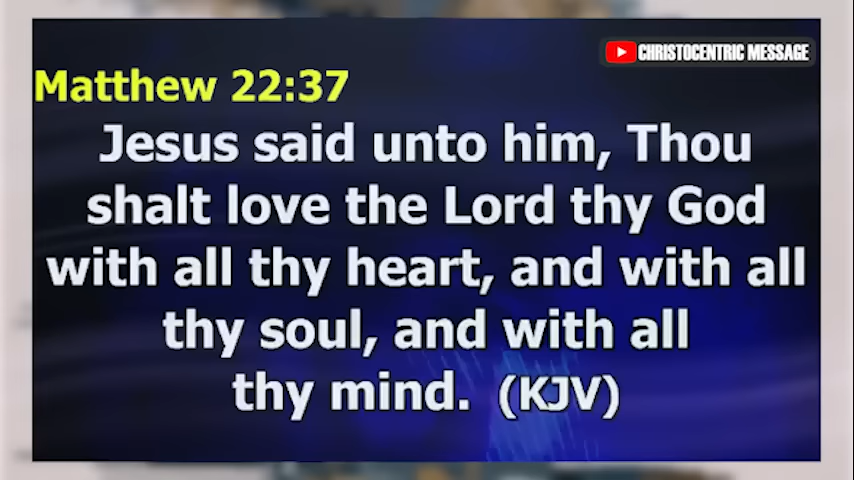 CHRISTOCENTRIC MESSAGE
Matthew 22:37
Jesus said unto him, Thou
shalt love the Lord thy God
with all thy heart, and with all
thy soul, and with all
thy mind. (KJV)